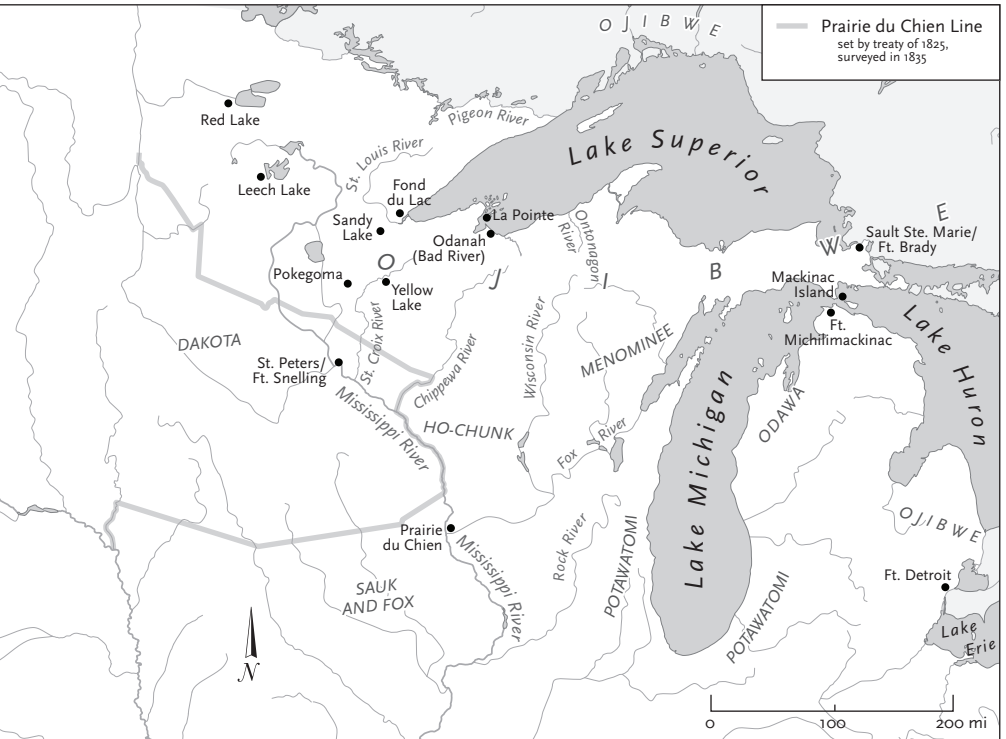 OJIBWE
Prairie du Chien Line
set by treaty of 1825,
surveyed in 1835
Red Lake
Pigeon River
Lake Superior
St. Louis River
Leech Lake
Fond
du Lac
La Pointe
Sandy
Lake
Odanah
(Bad River)
Ontonagon
River
Sault Ste. Marie/
Ft. Brady
OJIBWE
Pokegoma
Yellow
Lake
Mackinac
Island
Ft.
Michilimackinac
Lake Huron
DAKOTA
St. Croix River
Wisconsin River
MENOMINEE
St. Peters/
Ft. Snelling
Chippewa River
Mississippi River
HO-CHUNK
Fox River
Lake Michigan
ODAWA
Prairie
du Chien
Mississippi River
Rock River
POTAWATOMI
OJIBWE
Ft. Detroit
SAUK
AND FOX
POTAWATOMI
Lake
Erie
N
0 100 200 mi